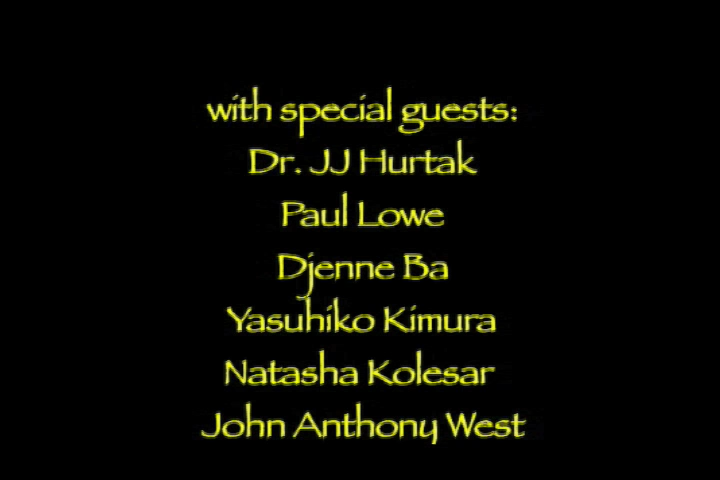 with special guests:
Dr. JJ Hurtak
Paul Lowe
Djenne Ba
Yasuhiko Kimura
Natasha Kolesar
John Anthony West